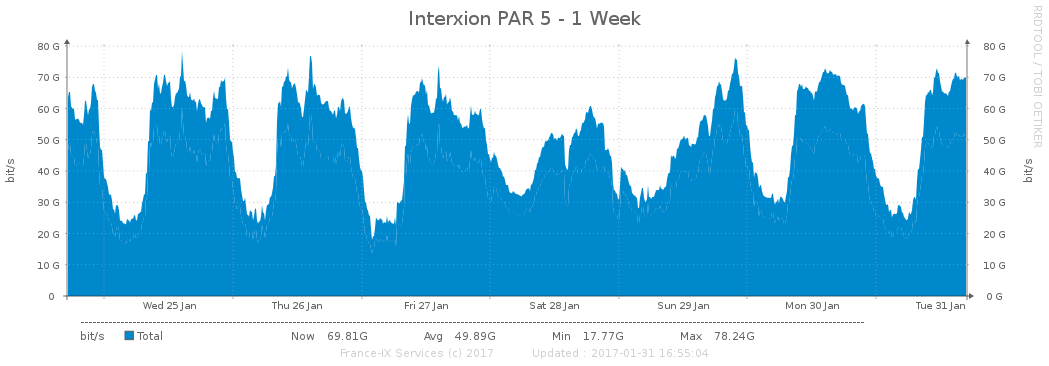 Interxion PAR 5 - 1 Week
RRDTOOL / TOBI OETIKER
80 G 80 G
70 G 70 G
60 G 60 G
50 G 50 G
40 G 40 G
30 G 30 G
20 G 20 G
10 G 10 G
0 0 G
bit/s
bit/s
Wed 25 Jan Thu 26 Jan Fri 27 Jan Sat 28 Jan Sun 29 Jan Mon 30 Jan Tue 31 Jan
bit/s Total Now 69.81G Avg 49.89G Min 17.77G Max 78.24G
France-IX Services (c) 2017 Updated : 2017-01-31 16:55:04